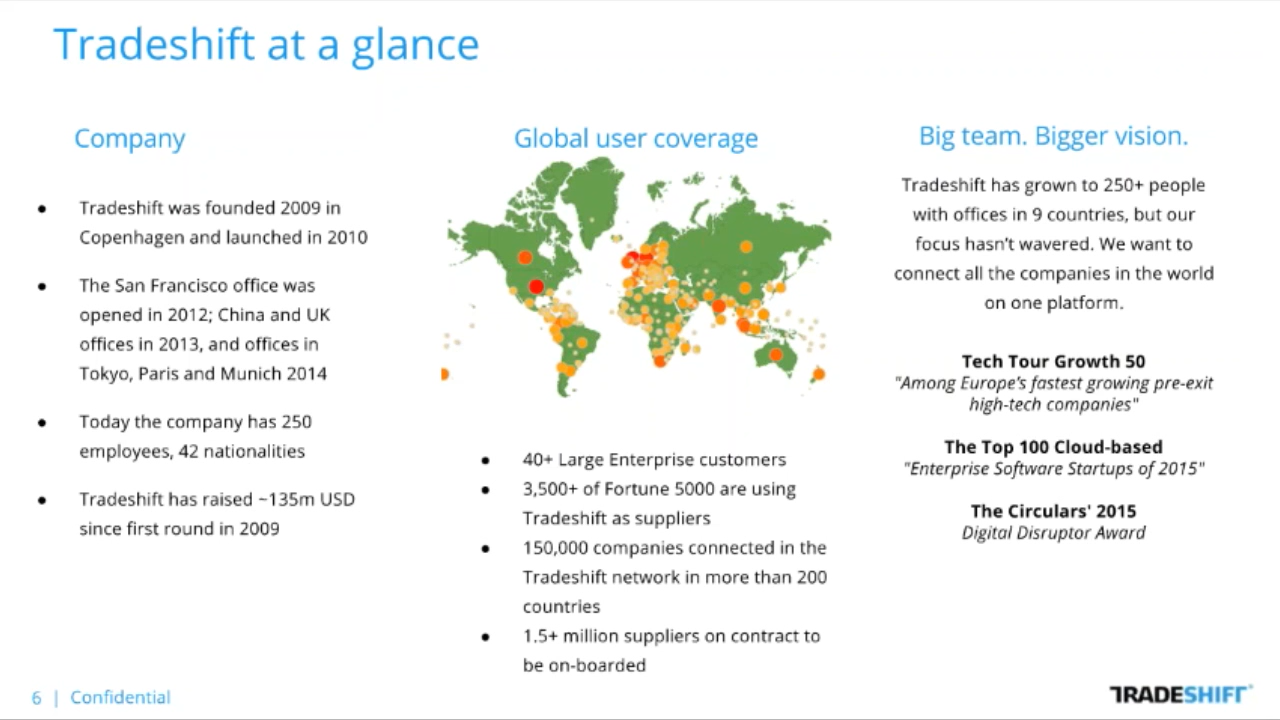 Tradeshift at a glance
Company
• Tradeshift was founded 2009 in
Copenhagen and launched in 2010
• The San Francisco office was
opened in 2012; China and UK
offices in 2013, and offices in
Tokyo, Paris and Munich 2014
• Today the company has 250
employees, 42 nationalities
• Tradeshift has raised ~135m USD
since first round in 2009
Global user coverage
• 40+ Large Enterprise customers
• 3,500+ of Fortune 5000 are using
Tradeshift as suppliers
• 150,000 companies connected in the
Tradeshift network in more than 200
countries
• 1.5+ million suppliers on contract to
be on-boarded
Big team. Bigger vision.
Tradeshift has grown to 250+ people
with offices in 9 countries, but our
focus hasn't wavered. We want to
connect all the companies in the world
on one platform.
Tech Tour Growth 50
"Among Europe's fastest growing pre-exit
high-tech companies"
The Top 100 Cloud-based
"Enterprise Software Startups of 2015"
The Circulars' 2015
Digital Disruptor Award
6 | Confidential
TRADESHIFT